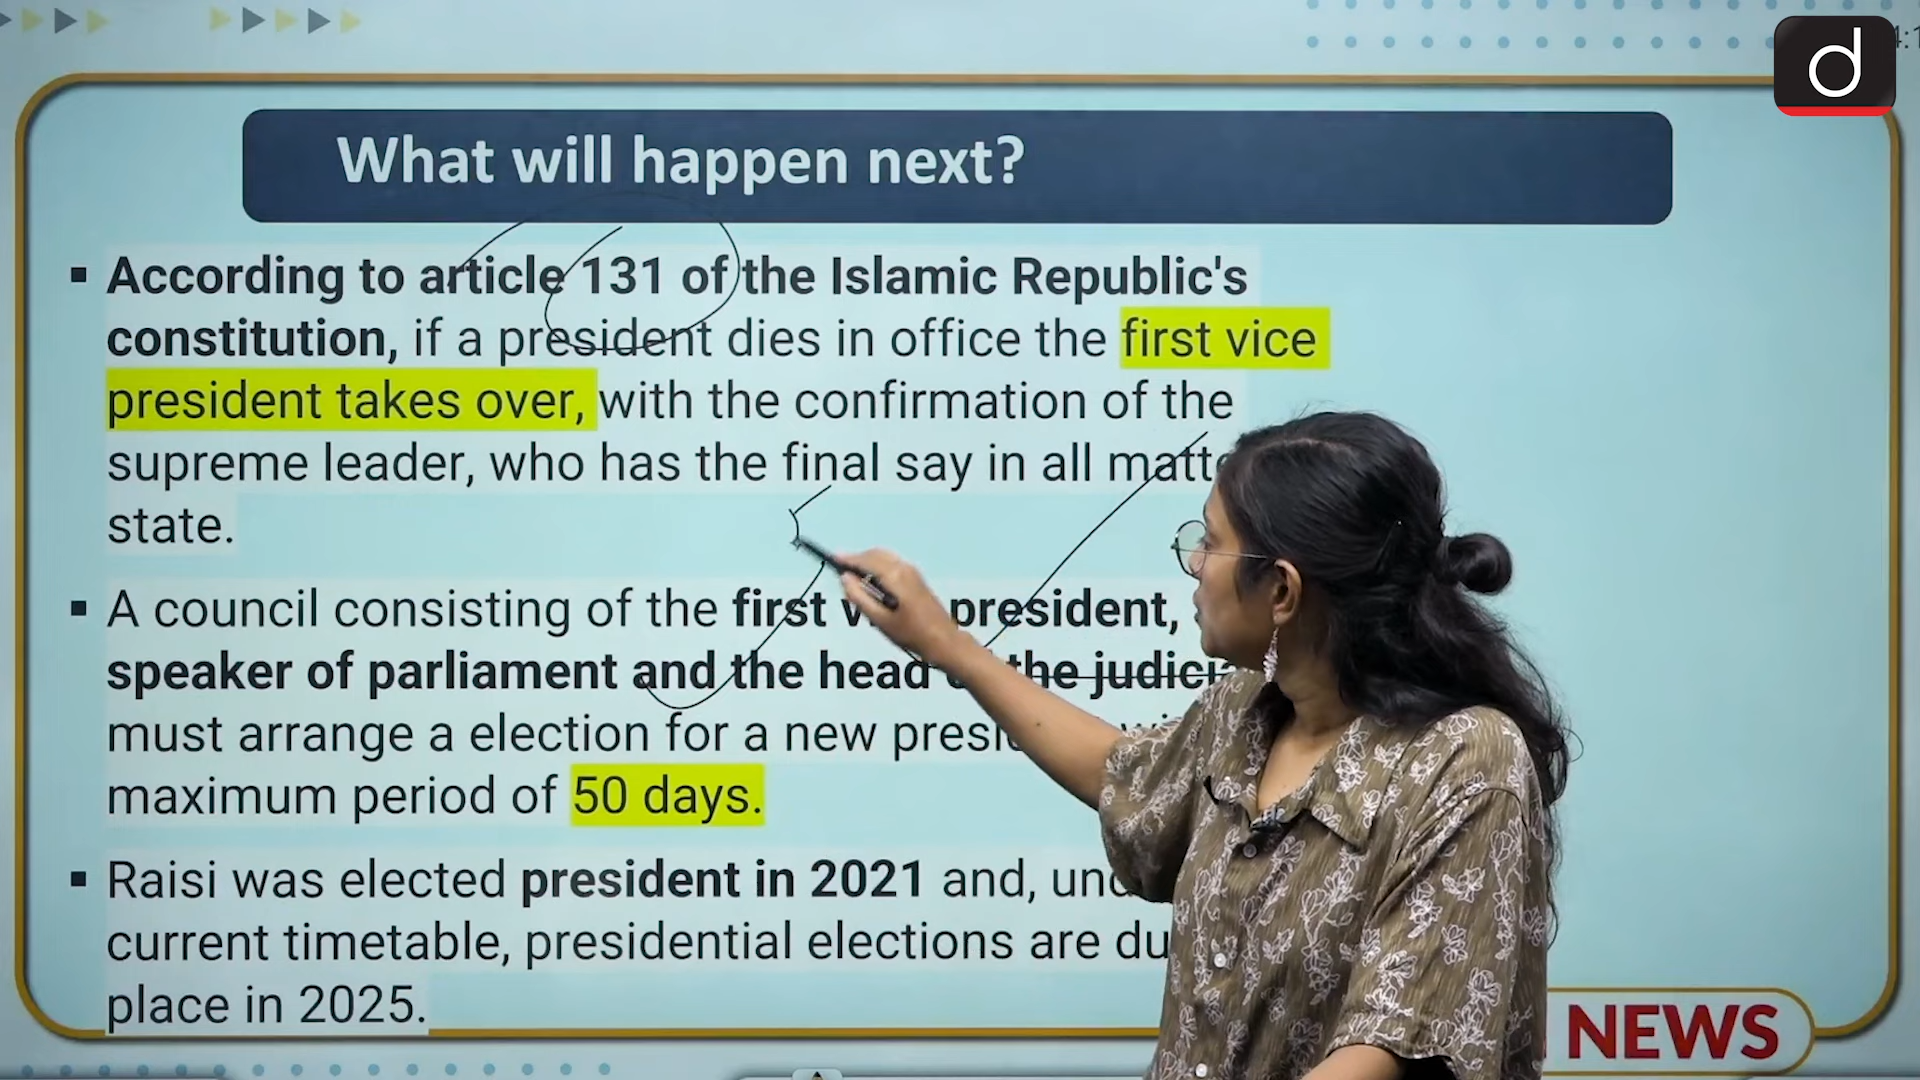 d
4:1
What will happen next?
▪ According to article 131 of the Islamic Republic's
constitution, if a president dies in office the first vice
president takes over, with the confirmation of the
supreme leader, who has the final say in all
state.
▪ A council consisting of the first president,
speaker of parliament and the head the
must arrange a election for a new
maximum period of 50 days.
▪ Raisi was elected president in 2021 and,
current timetable, presidential elections are
place in 2025.
NEWS